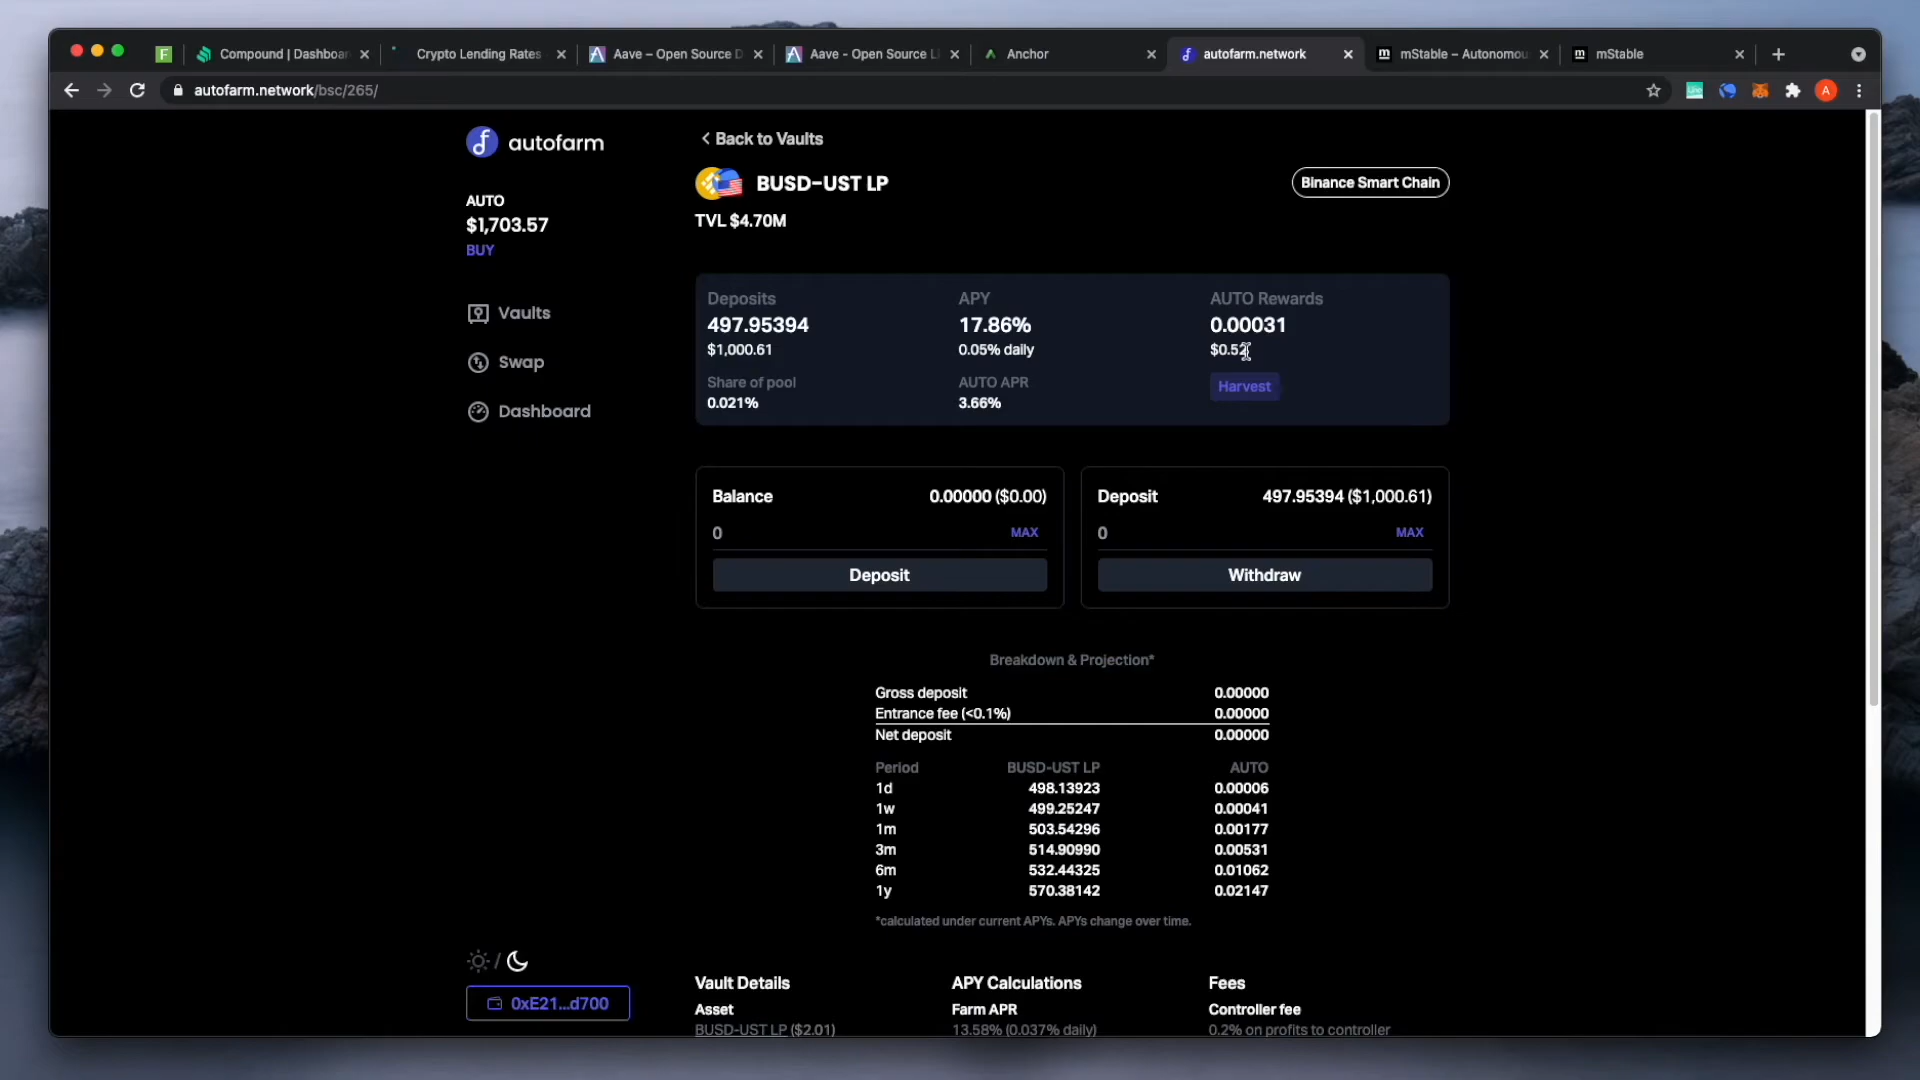 Compound | Dashboar
Crypto Lending Rates
Aave – Open Source D
Aave - Open Source Li
Anchor
autofarm.network
mStable – Autonomou
mStable
autofarm.network/bsc/265/
A
autofarm
AUTO
$1,703.57
BUY
Vaults
Swap
Dashboard
Back to Vaults
BUSD-UST LP
Binance Smart Chain
TVL $4.70M
Deposits
497.95394
$1,000.61
Share of pool
0.021%
APY
17.86%
0.05% daily
AUTO APR
3.66%
AUTO Rewards
0.00031
$0.52
Harvest
Balance 0.00000 ($0.00)
0 MAX
Deposit
Deposit 497.95394 ($1,000.61)
0 MAX
Withdraw
Breakdown & Projection*
Gross deposit 0.00000
Entrance fee (<0.1%) 0.00000
Net deposit 0.00000
Period BUSD-UST LP AUTO
1d 498.13923 0.00006
1w 499.25247 0.00041
1m 503.54296 0.00177
3m 514.90990 0.00531
6m 532.44325 0.01062
1y 570.38142 0.02147
*calculated under current APYs. APYs change over time.
/
0xE21...d700
Vault Details
Asset
BUSD-UST LP ($2.01)
APY Calculations
Farm APR
13.58% (0.037% daily)
Fees
Controller fee
0.2% on profits to controller